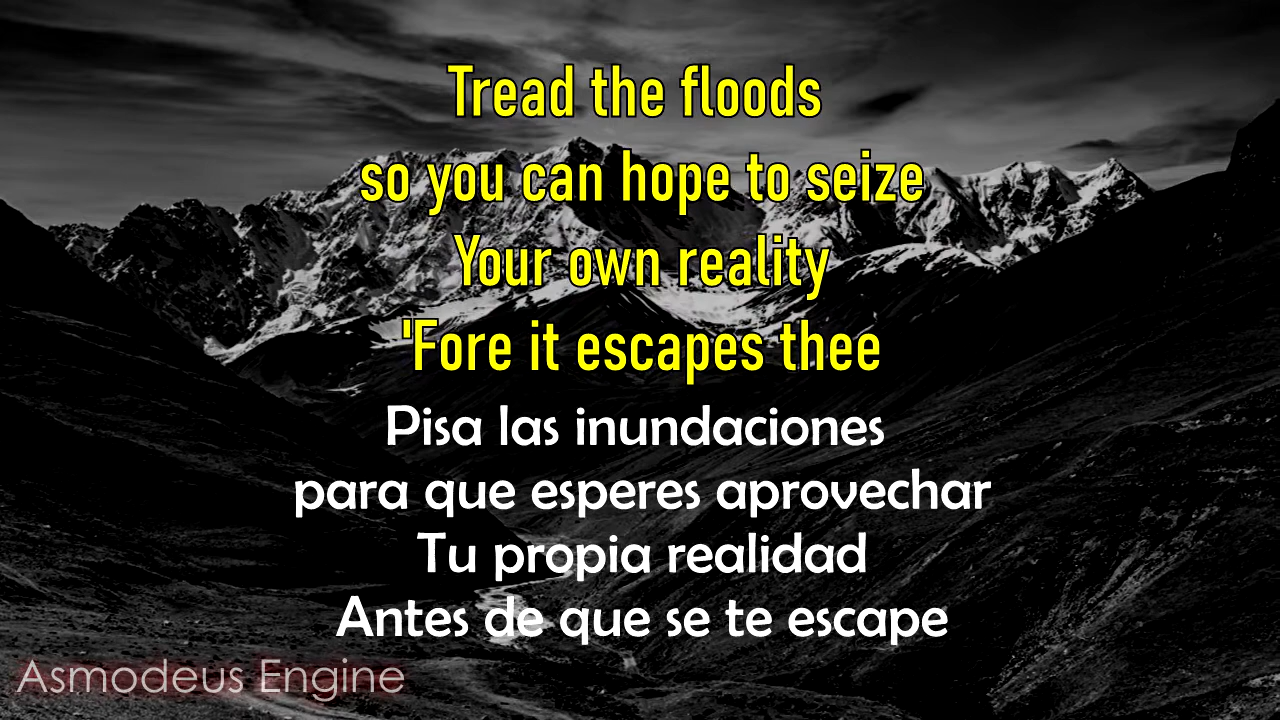 Tread the floods
so you can hope to seize
Your own reality
'Fore it escapes thee
Pisa las inundaciones
para que esperes aprovechar
Tu propia realidad
Antes de que se te escape
Asmodeus Engine